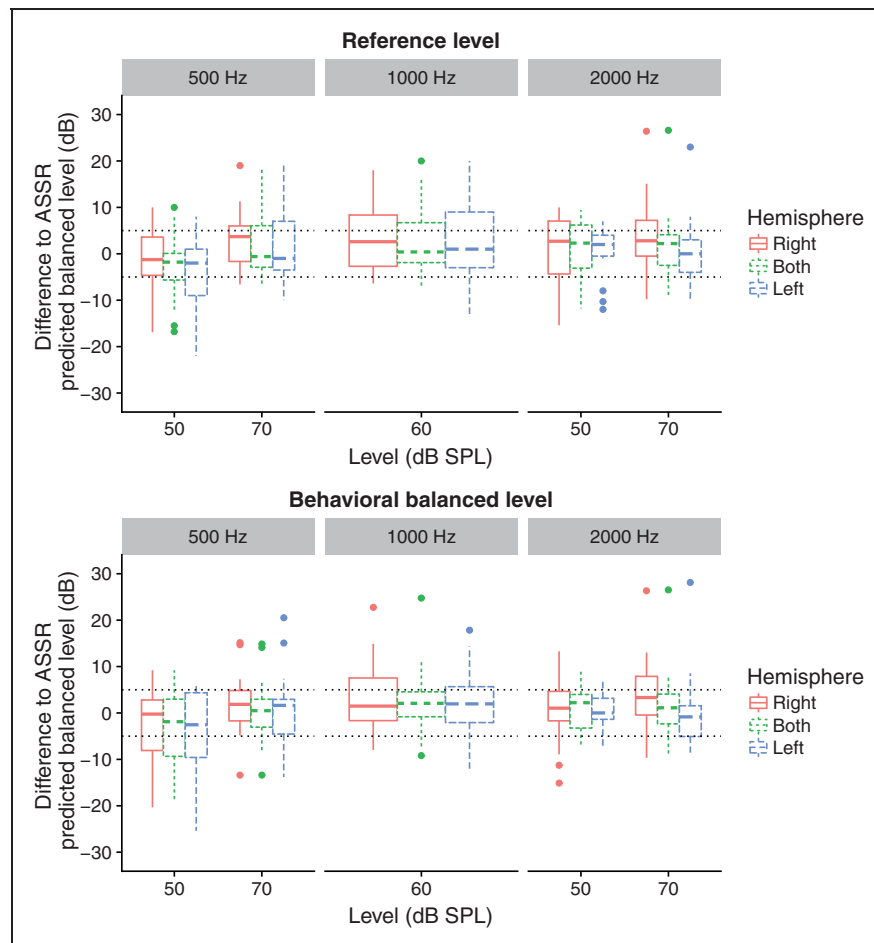 Reference level
500 Hz 1000 Hz 2000 Hz
Difference to ASSR
predicted balanced level (dB)
30
20
10
0
−10
−20
−30
50 70 60 50 70
Level (dB SPL)
Hemisphere
Right
Both
Left
Behavioral balanced level
500 Hz 1000 Hz 2000 Hz
Difference to ASSR
predicted balanced level (dB)
30
20
10
0
−10
−20
−30
50 70 60 50 70
Level (dB SPL)
Hemisphere
Right
Both
Left